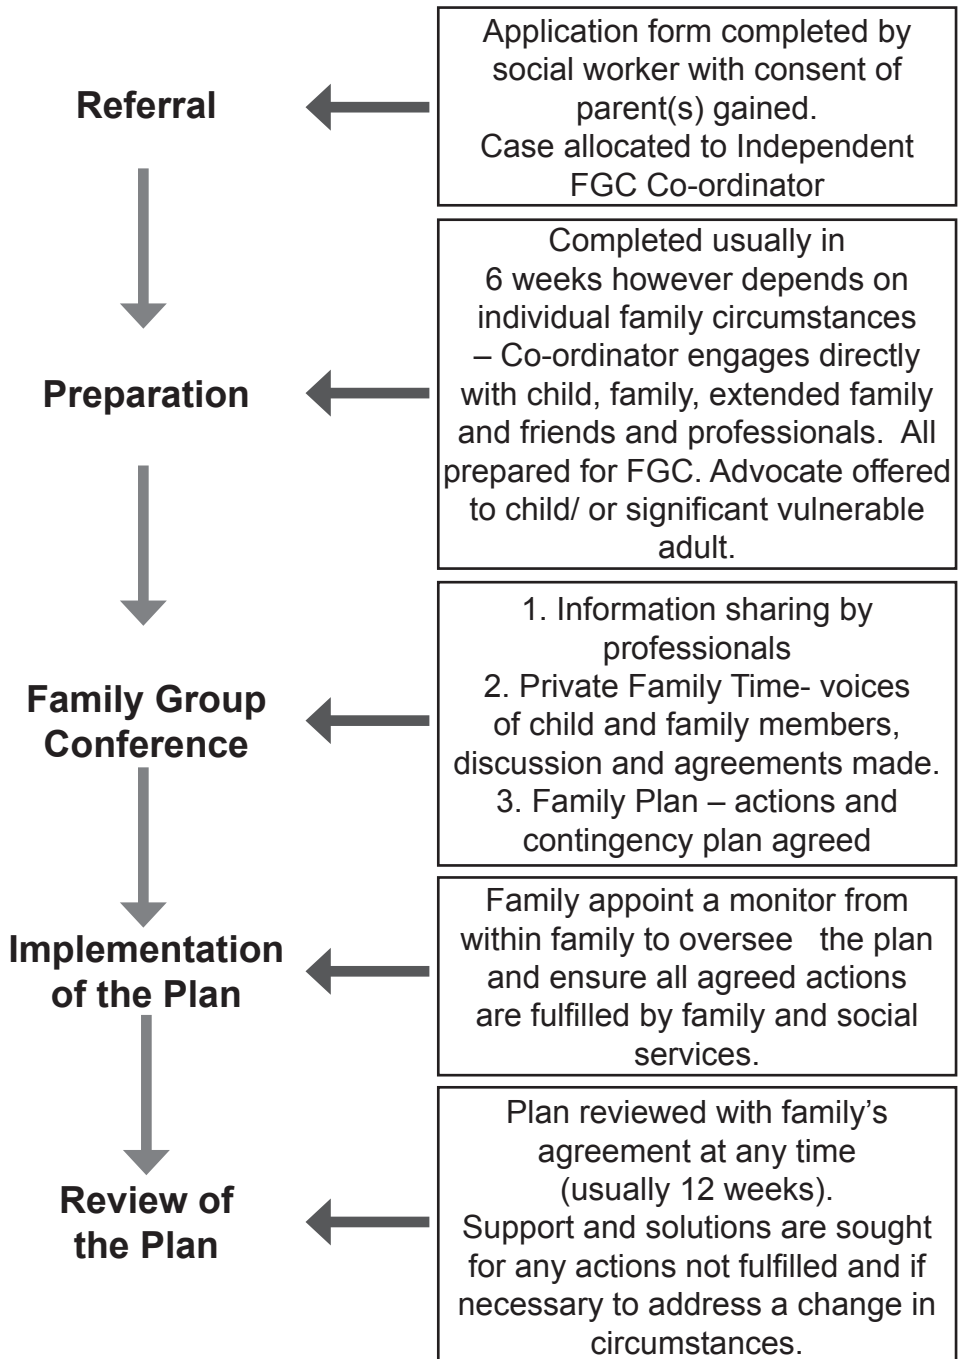 Referral
Application form completed by
social worker with consent of
parent(s) gained.
Case allocated to Independent
FGC Co-ordinator
Preparation
Completed usually in
6 weeks however depends on
individual family circumstances
– Co-ordinator engages directly
with child, family, extended family
and friends and professionals.  All
prepared for FGC. Advocate offered
to child/ or significant vulnerable
adult.
Family Group
Conference
1. Information sharing by
professionals
2. Private Family Time- voices
of child and family members,
discussion and agreements made.
3. Family Plan – actions and
contingency plan agreed
Implementation
of the Plan
Family appoint a monitor from
within family to oversee   the plan
and ensure all agreed actions
are fulfilled by family and social
services.
Review of
the Plan
Plan reviewed with family’s
agreement at any time
(usually 12 weeks).
Support and solutions are sought
for any actions not fulfilled and if
necessary to address a change in
circumstances.